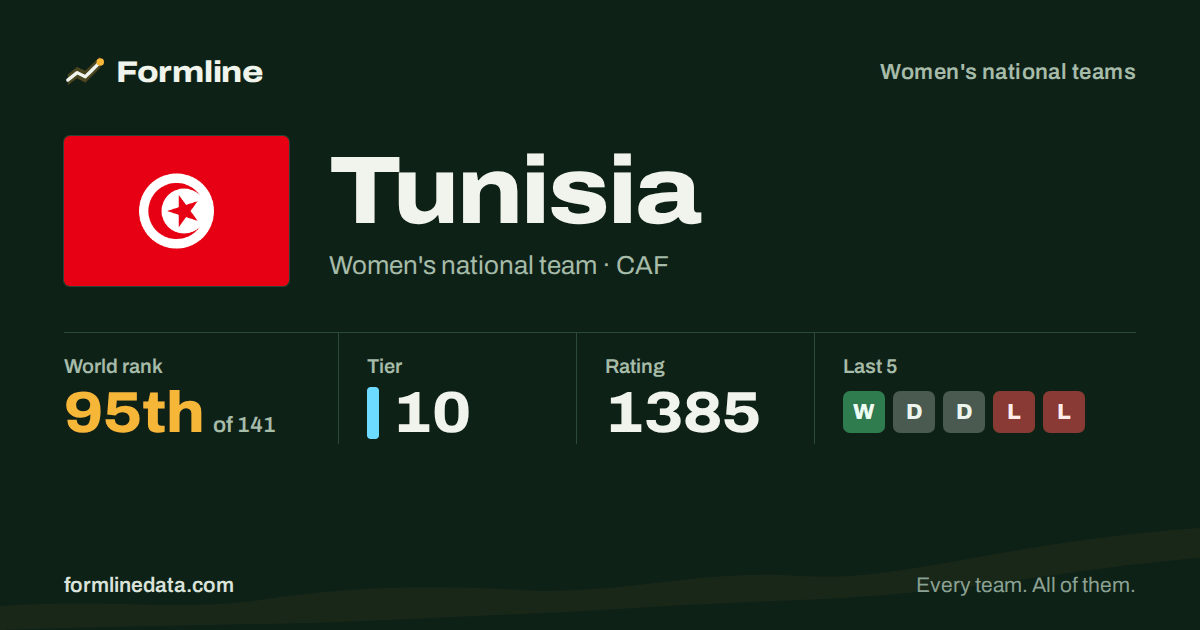 Formline
Women's national teams
Tunisia
Women's national team · CAF
World rank
95th of 141
Tier
10
Rating
1385
Last 5
W D D L L
formlinedata.com
Every team. All of them.